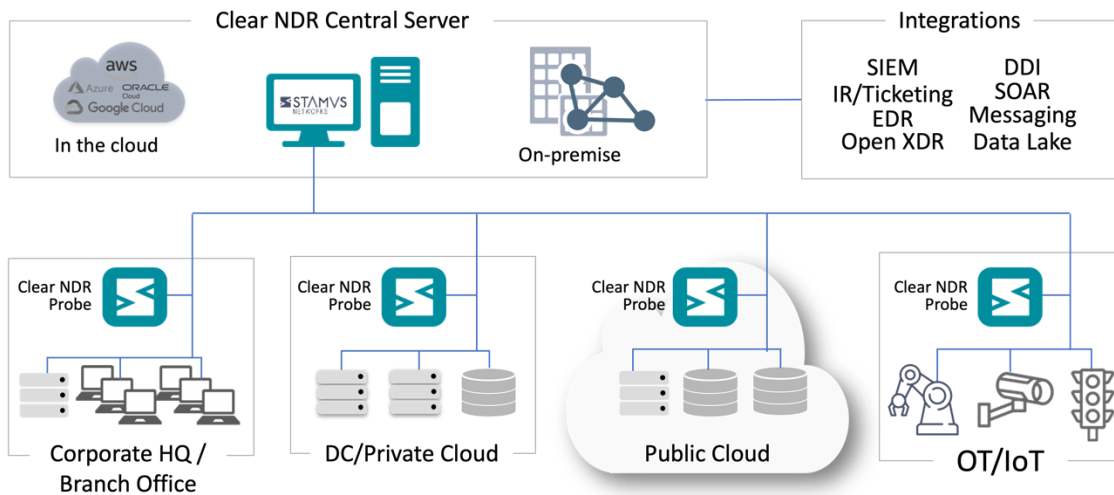 Clear NDR Central Server
Integrations
aws
Azure
ORACLE
Cloud
Google Cloud
In the cloud
STAMVS
NETWORKS
On-premise
SIEM
IR/Ticketing
EDR
Open XDR
DDI
SOAR
Messaging
Data Lake
Clear NDR
Probe
Clear NDR
Probe
Clear NDR
Probe
Clear NDR
Probe
Corporate HQ /
Branch Office
DC/Private Cloud
Public Cloud
OT/IoT